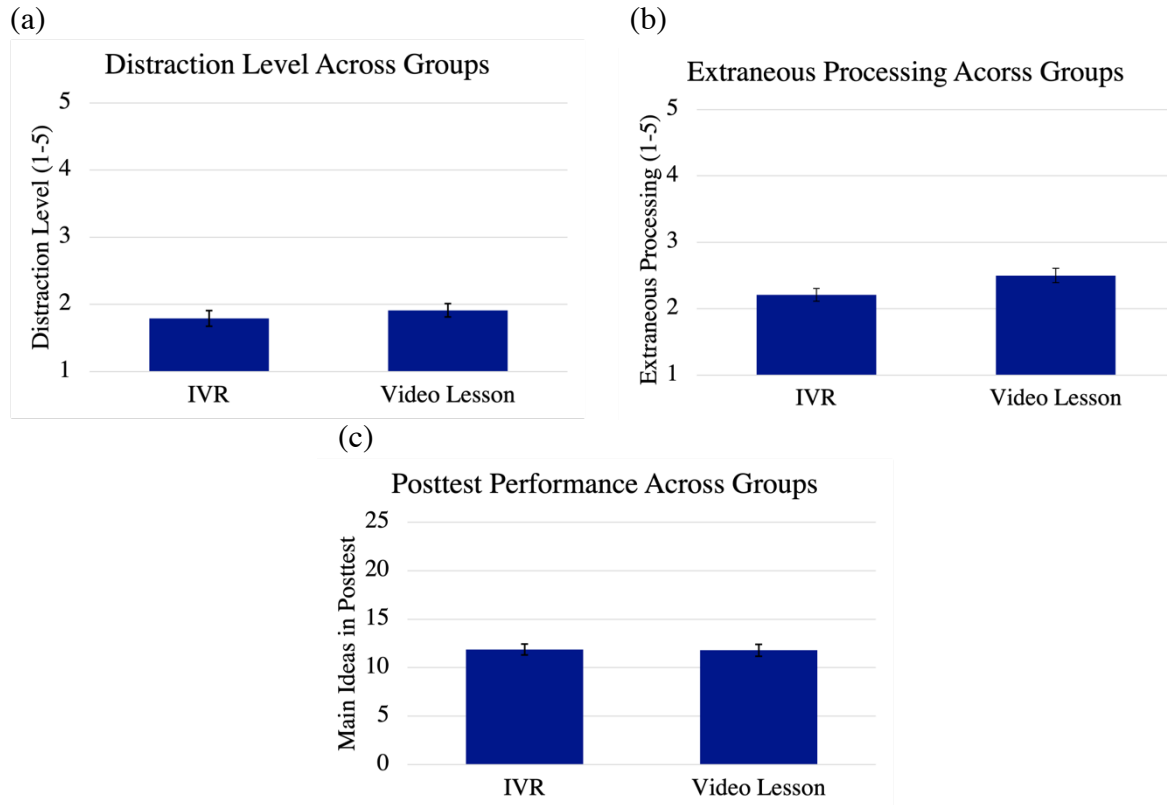 (a)
Distraction Level Across Groups
Distraction Level (1-5)
5
4
3
2
1
IVR
Video Lesson
(b)
Extraneous Processing Acorss Groups
Extraneous Processing (1-5)
5
4
3
2
1
IVR
Video Lesson
(c)
Posttest Performance Across Groups
Main Ideas in Posttest
25
20
15
10
5
0
IVR
Video Lesson